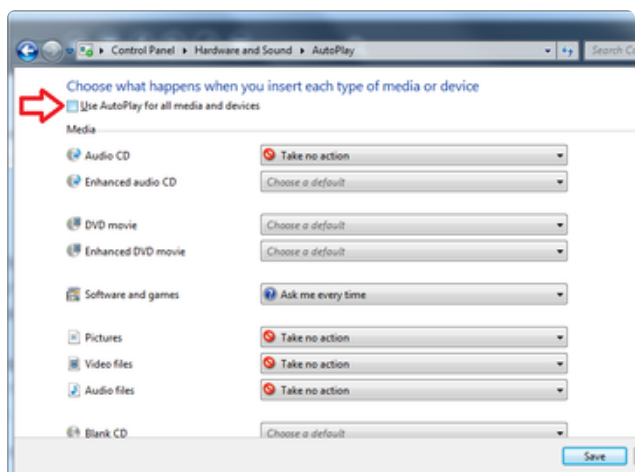 Control Panel ▸ Hardware and Sound ▸ AutoPlay
Search Co
Choose what happens when you insert each type of media or device
Use AutoPlay for all media and devices
Media
Audio CD Take no action
Enhanced audio CD Choose a default
DVD movie Choose a default
Enhanced DVD movie Choose a default
Software and games Ask me every time
Pictures Take no action
Video files Take no action
Audio files Take no action
Blank CD Choose a default
Save